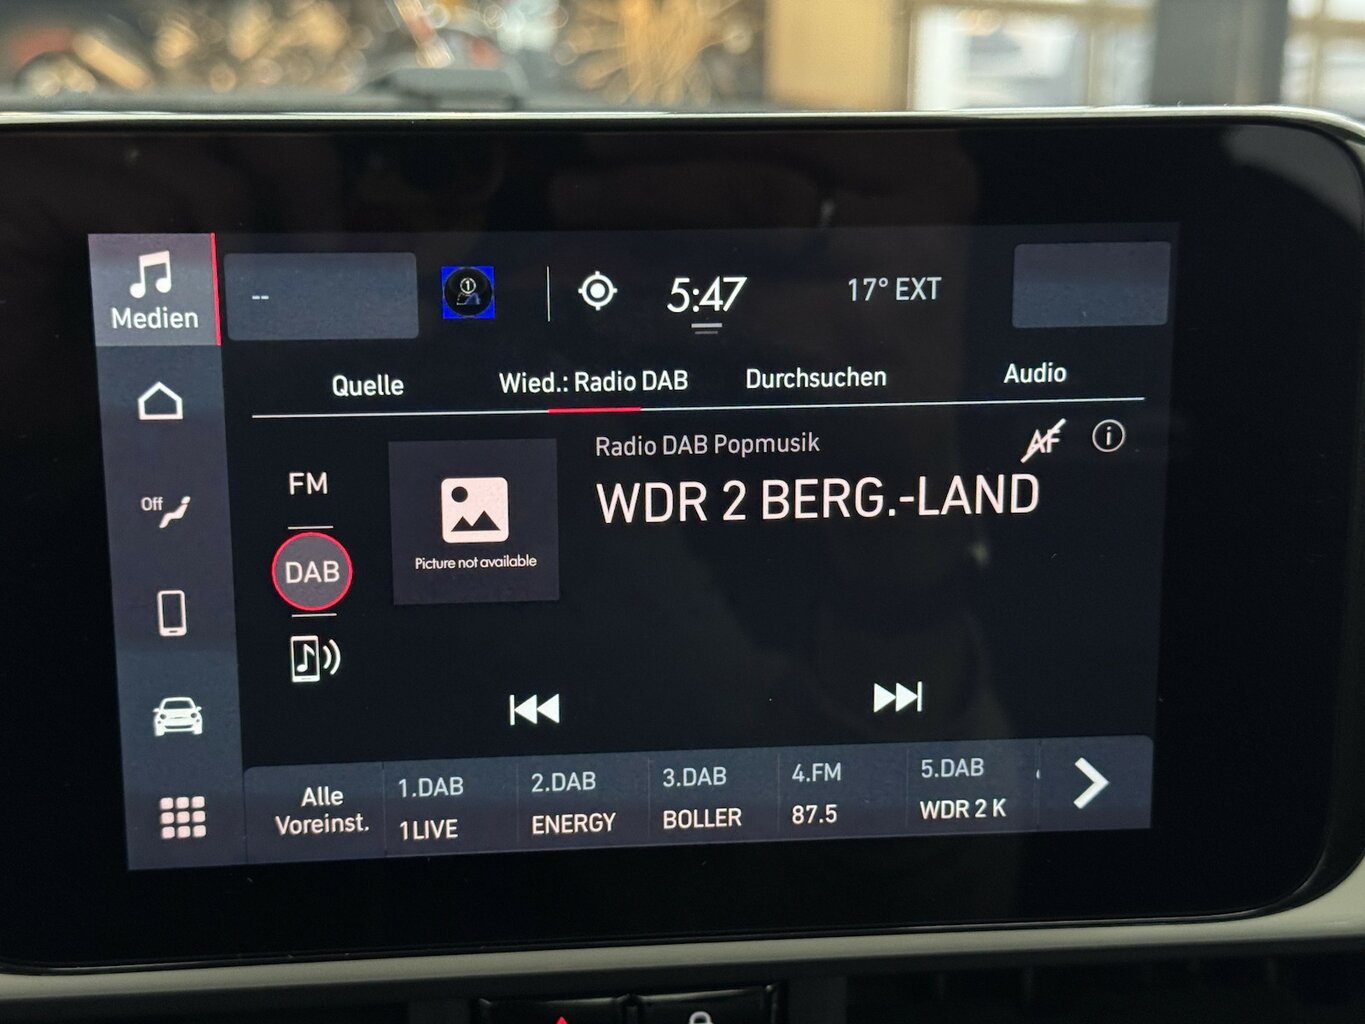 Medien
--
1
5:47
17° EXT
Quelle
Wied.: Radio DAB
Durchsuchen
Audio
Radio DAB Popmusik
AF
i
WDR 2 BERG.-LAND
FM
DAB
Picture not available
Off
Alle
Voreinst.
1.DAB
1LIVE
2.DAB
ENERGY
3.DAB
BOLLER
4.FM
87.5
5.DAB
WDR 2 K